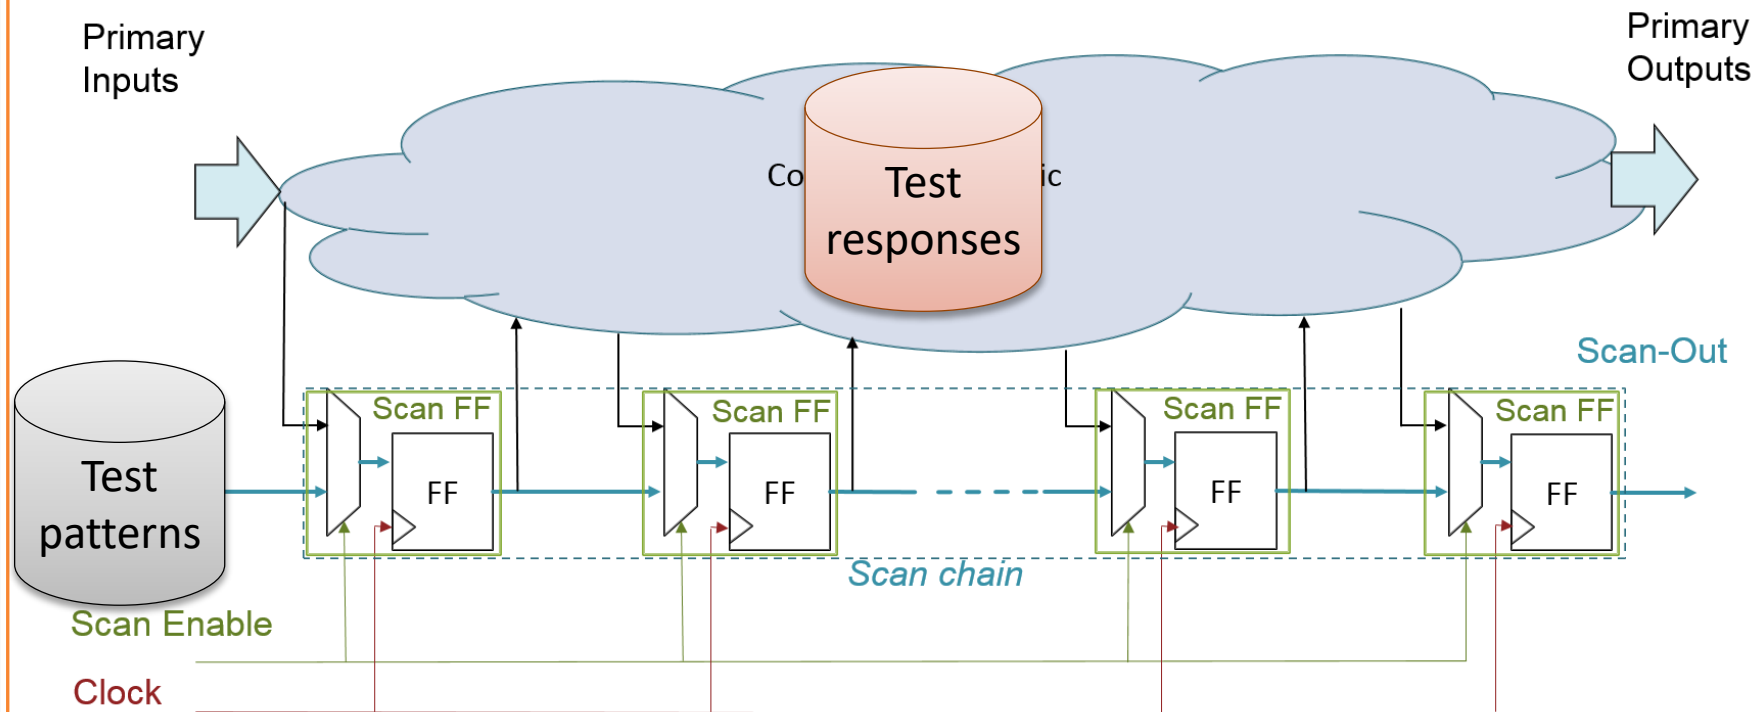 Primary
Inputs
Primary
Outputs
Co
ic
Test
responses
Scan-Out
Scan FF
Scan FF
Scan FF
Scan FF
FF
FF
FF
FF
Test
patterns
Scan chain
Scan Enable
Clock